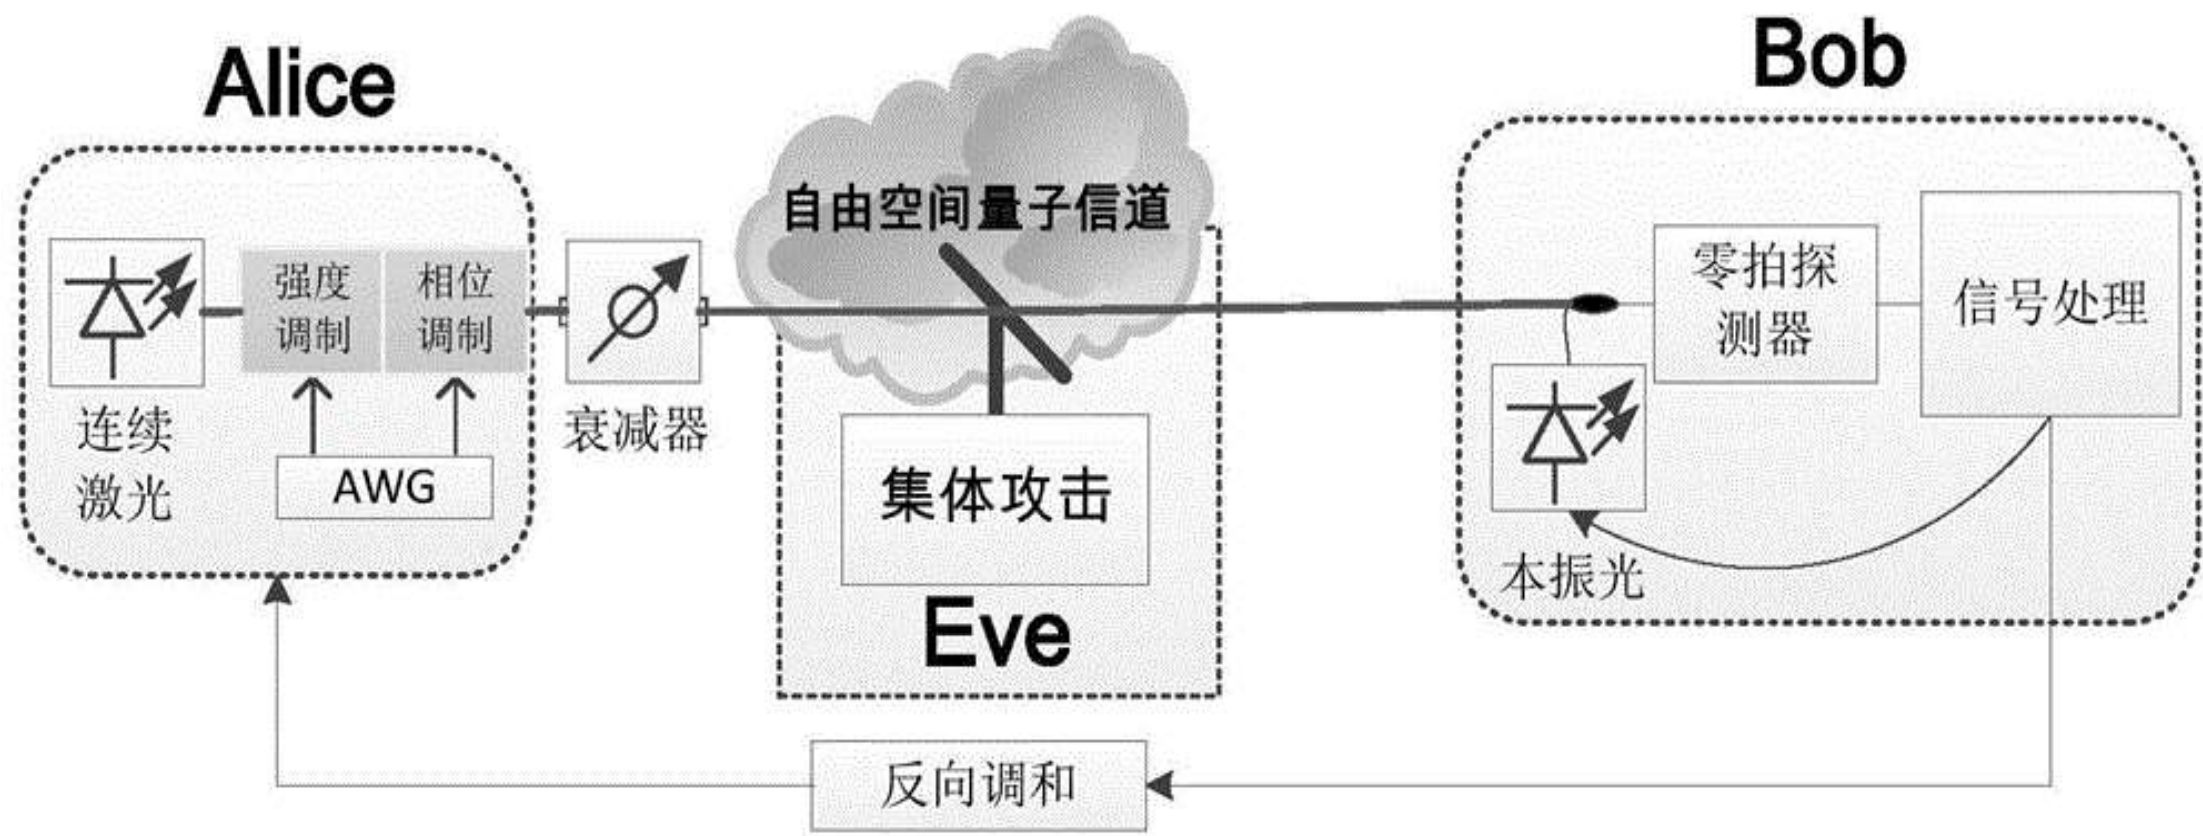 Alice
Bob
自由空间量子信道
强度
调制
相位
调制
零拍探
测器
信号处理
连续
激光
AWG
衰减器
集体攻击
本振光
Eve
反向调和